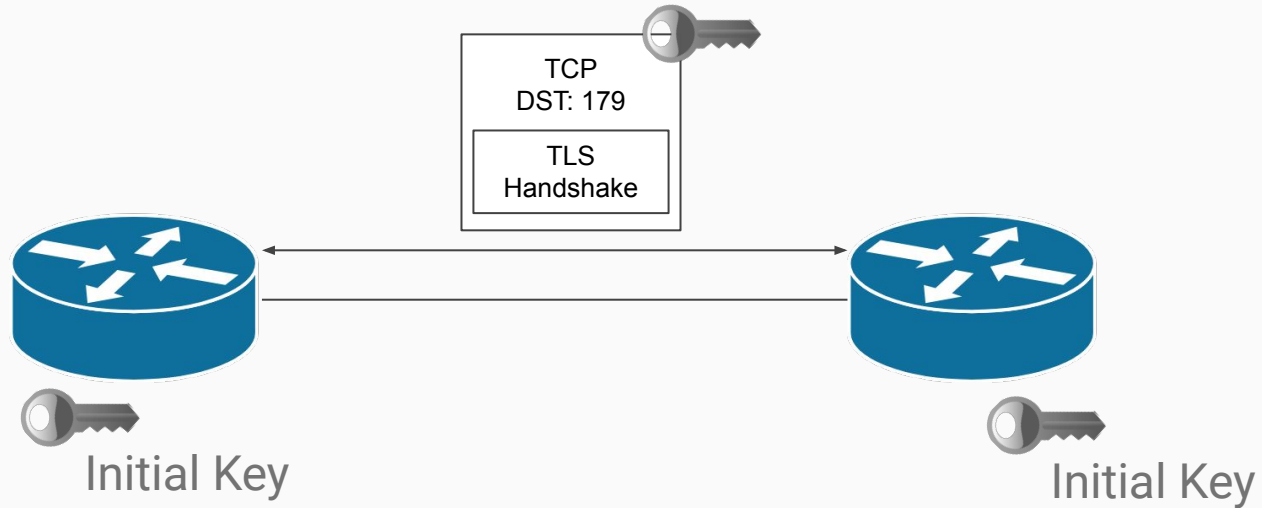 TCP
DST: 179
TLS
Handshake
Initial Key
Initial Key